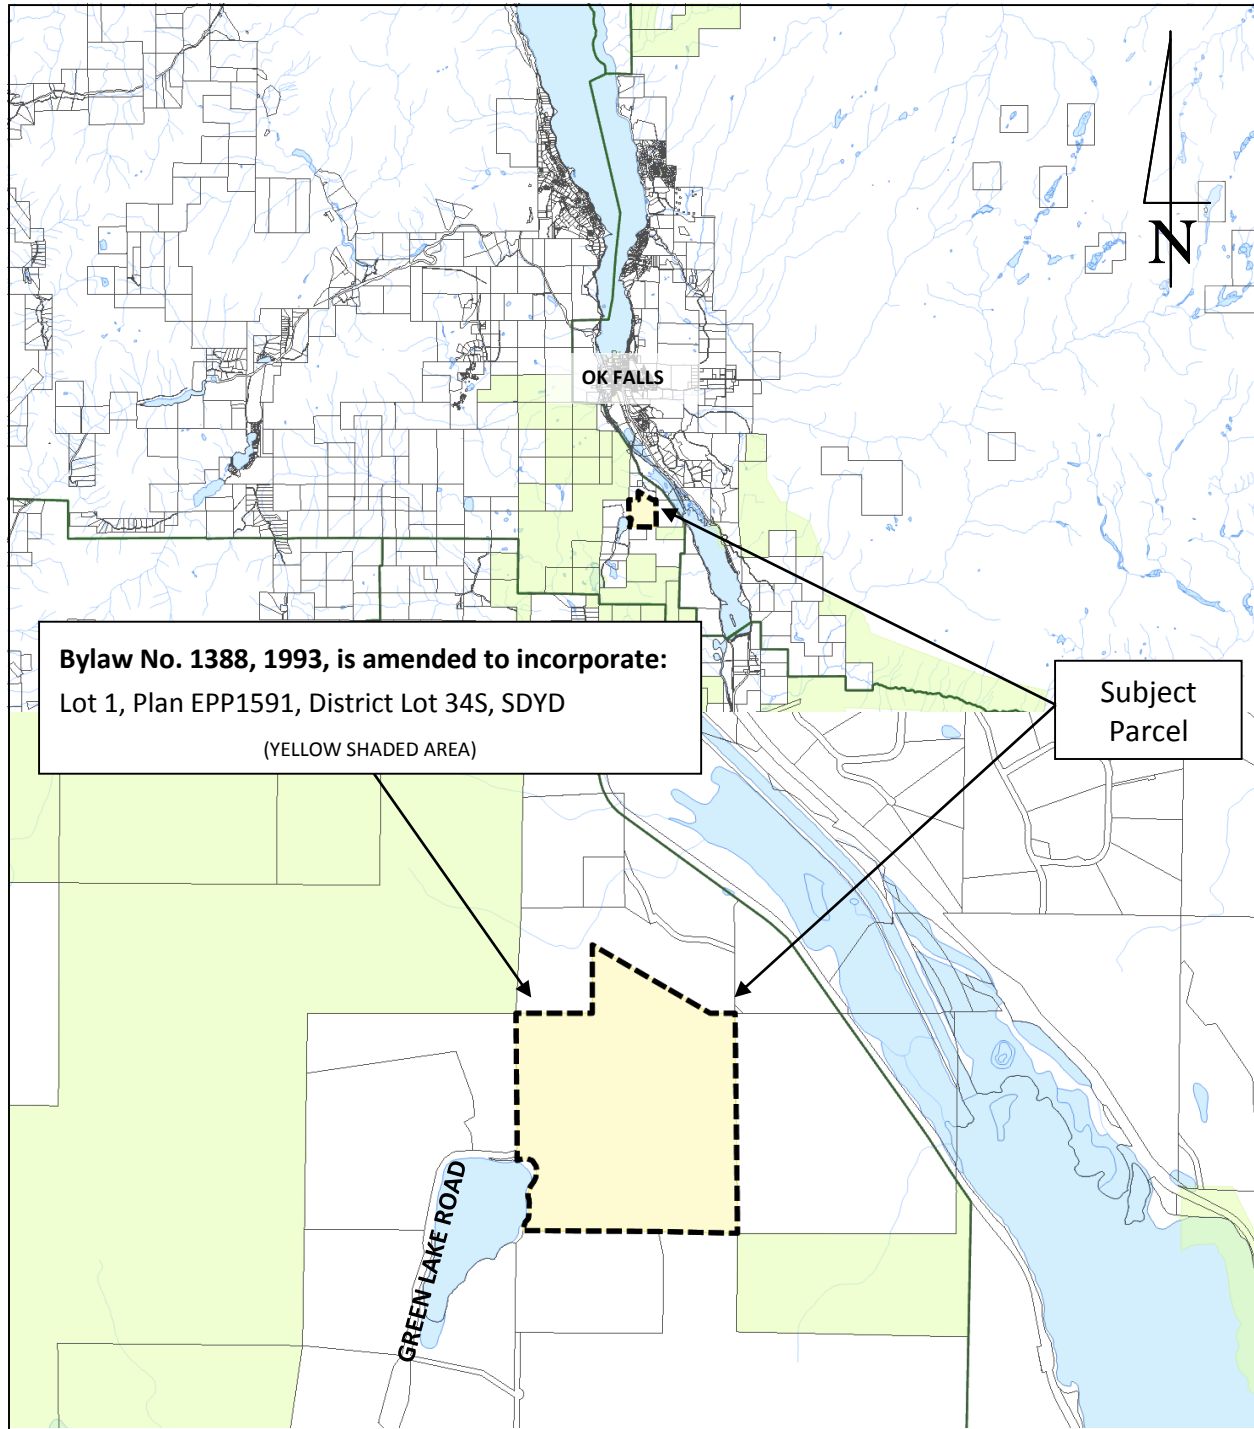 N
OK FALLS
Bylaw No. 1388, 1993, is amended to incorporate:
Lot 1, Plan EPP1591, District Lot 34S, SDYD
(YELLOW SHADED AREA)
Subject
Parcel
GREEN LAKE ROAD